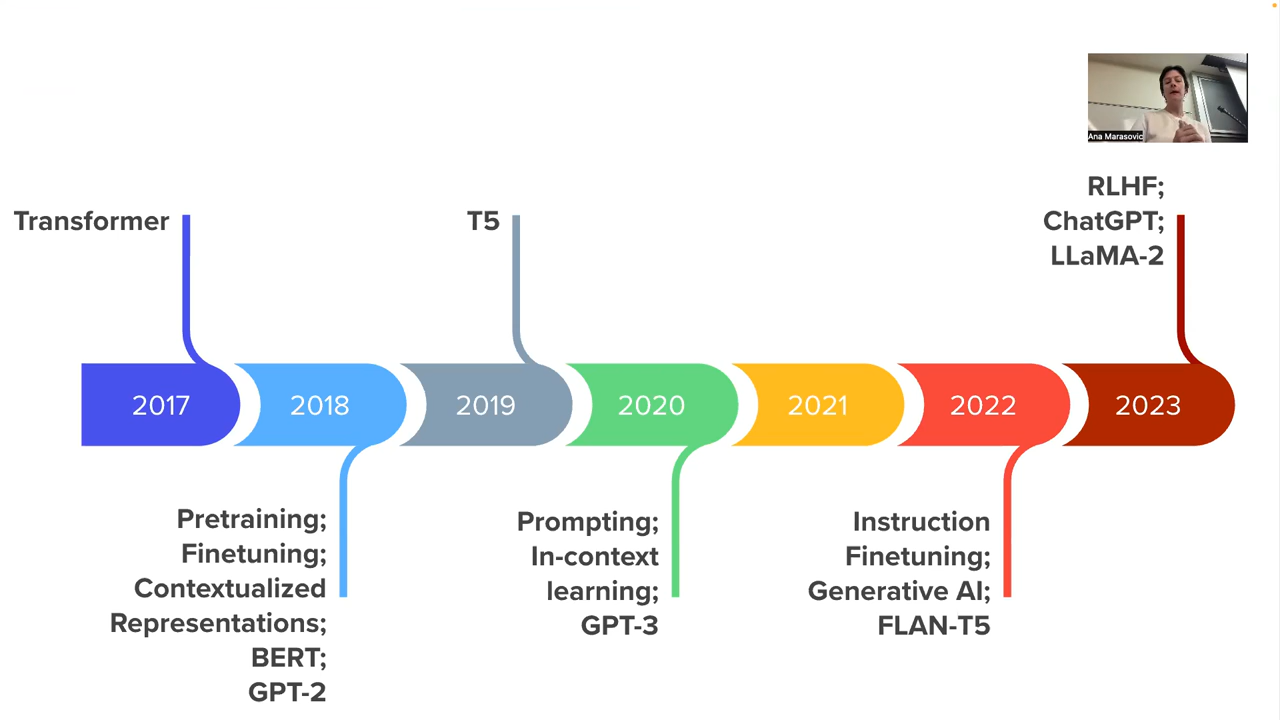 Ana Marasovic
RLHF;
ChatGPT;
LLaMA-2
Transformer
T5
2017
2018
2019
2020
2021
2022
2023
Pretraining;
Finetuning;
Contextualized
Representations;
BERT;
GPT-2
Prompting;
In-context
learning;
GPT-3
Instruction
Finetuning;
Generative AI;
FLAN-T5